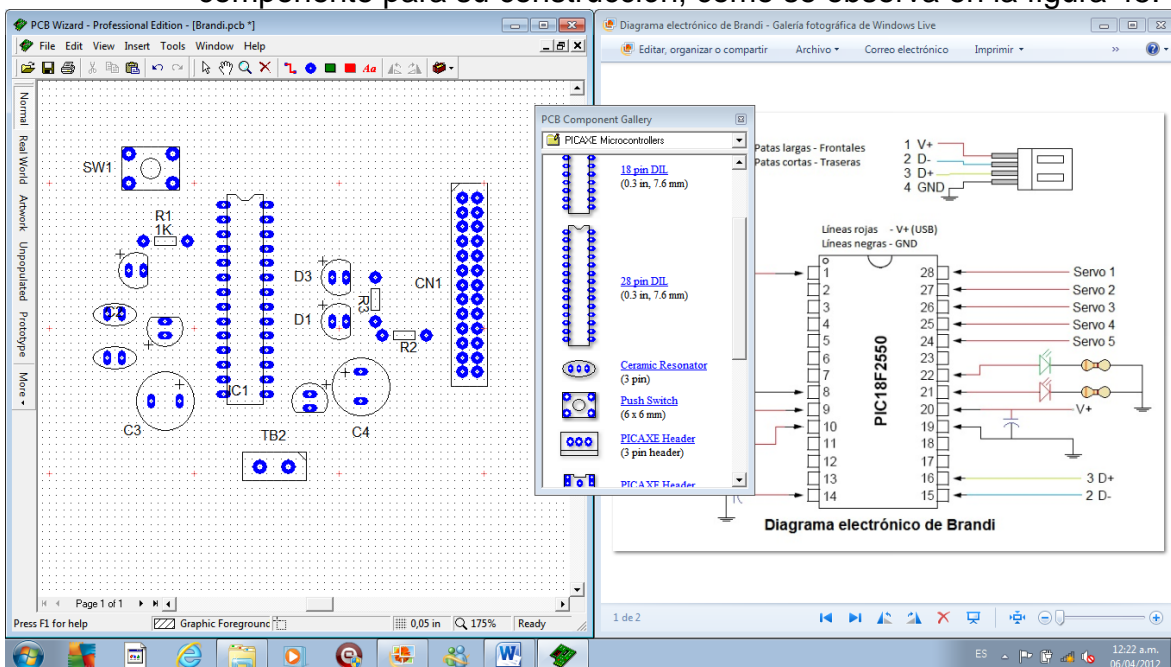 componente para su construcción, como se observa en la figura 48.
PCB Wizard - Professional Edition - [Brandi.pcb *]
File Edit View Insert Tools Window Help
Aa
Normal
Real World
Artwork
Unpopulated
Prototype
More
SW1
R1
1K
D3
D1
R3
R2
CN1
IC1
C3
TB2
C4
Page 1 of 1
Press F1 for help
Graphic Foreground
0,05 in
175%
Ready
PCB Component Gallery
PICAXE Microcontrollers
18 pin DIL
(0.3 in, 7.6 mm)
28 pin DIL
(0.3 in, 7.6 mm)
Ceramic Resonator
(3 pin)
Push Switch
(6 x 6 mm)
PICAXE Header
(3 pin header)
PICAXE Header
Diagrama electrónico de Brandi - Galería fotográfica de Windows Live
Editar, organizar o compartir Archivo Correo electrónico Imprimir »
Patas largas - Frontales
Patas cortas - Traseras
1 V+
2 D-
3 D+
4 GND
Líneas rojas - V+ (USB)
Líneas negras - GND
1 28 Servo 1
2 27 Servo 2
3 26 Servo 3
4 25 Servo 4
5 24 Servo 5
6 23
7 22
8 21
9 20 V+
10 19
11 18
12 17
13 16 3 D+
14 15 2 D-
PIC18F2550
Diagrama electrónico de Brandi
1 de 2
ES
12:22 a.m.
06/04/2012